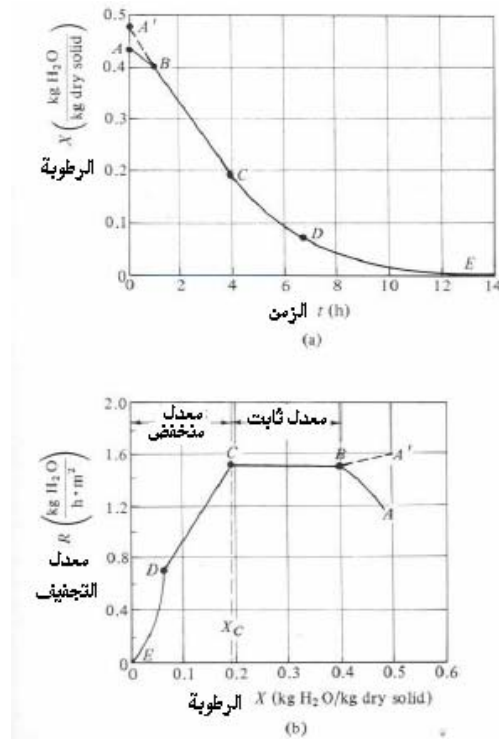 0.5
A'
A
B
0.4
X ( kg H₂O / kg dry solid )
الرطوبة
0.2
C
0.1
D
E
0
0 2 4 6 8 10 12 14
الزمن t (h)
(a)
2.0
معدل منخفض
معدل ثابت
1.6
C
B
A'
R ( kg H₂O / h • m² )
معدل
التجفيف
1.2
A
0.8
D
0.4
X_C
E
0
0 0.1 0.2 0.3 0.4 0.5 0.6
الرطوبة X (kg H₂O/kg dry solid)
(b)